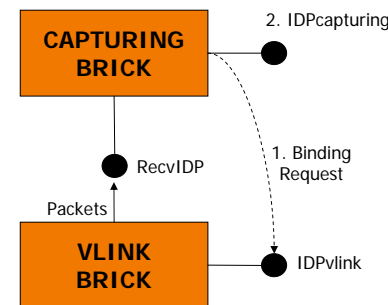 2. IDPcapturing
CAPTURING
BRICK
1. Binding
Request
RecvIDP
Packets
VLINK
BRICK
IDPvlink